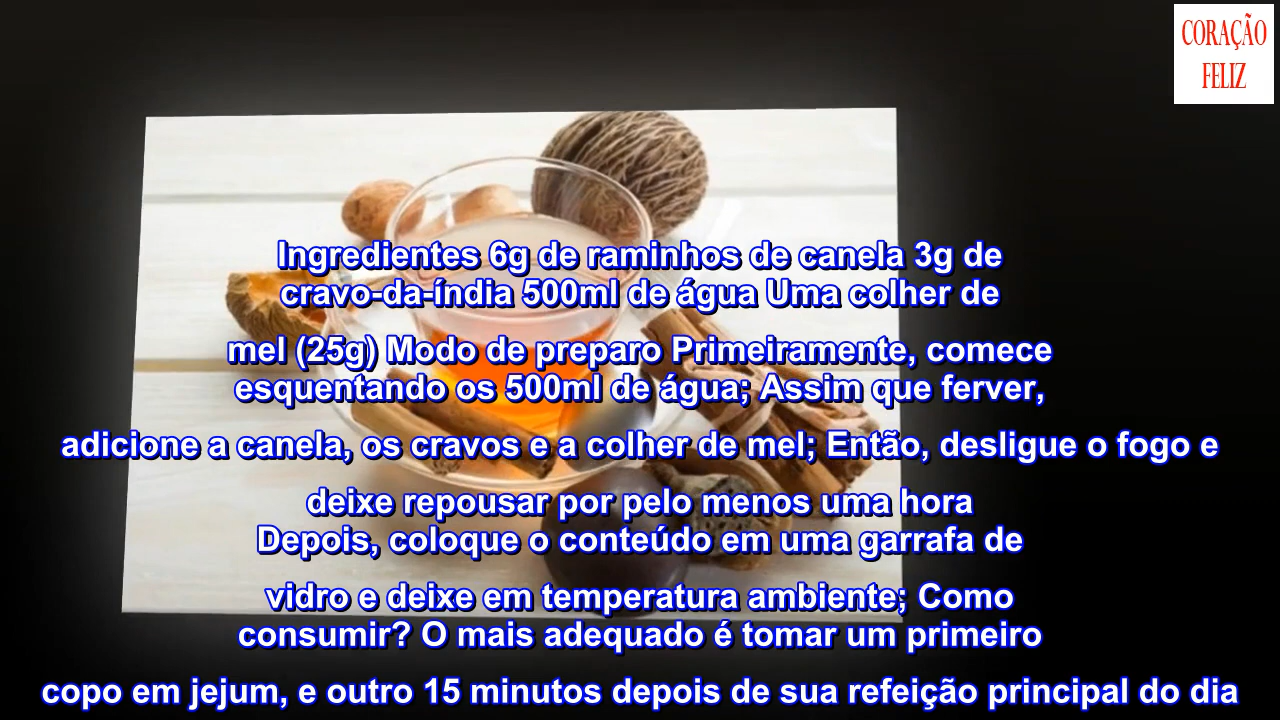 CORAÇÃO
FELIZ
Ingredientes 6g de raminhos de canela 3g de
cravo-da-índia 500ml de água Uma colher de
mel (25g) Modo de preparo Primeiramente, comece
esquentando os 500ml de água; Assim que ferver,
adicione a canela, os cravos e a colher de mel; Então, desligue o fogo e
deixe repousar por pelo menos uma hora
Depois, coloque o conteúdo em uma garrafa de
vidro e deixe em temperatura ambiente; Como
consumir? O mais adequado é tomar um primeiro
copo em jejum, e outro 15 minutos depois de sua refeição principal do dia